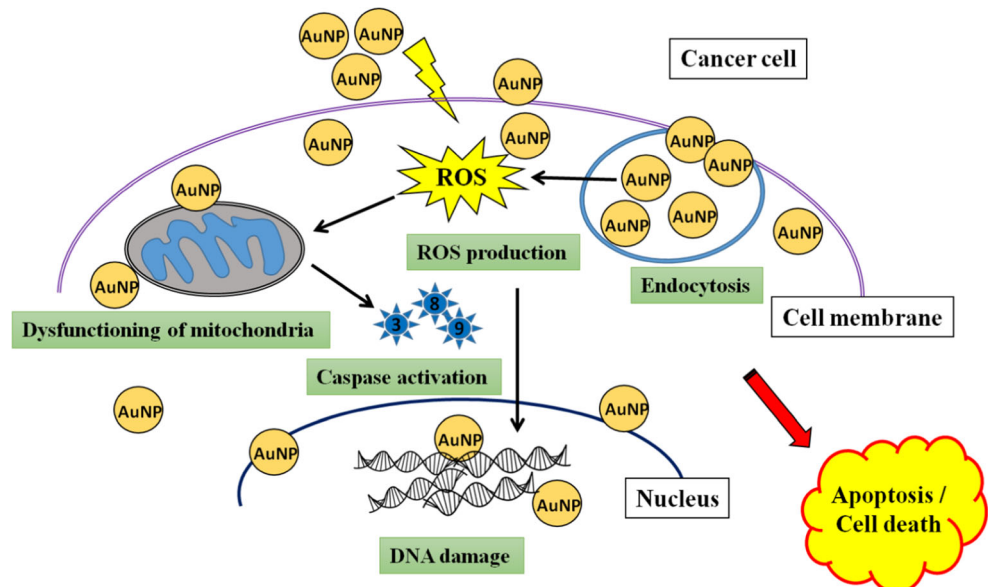 AuNP
AuNP
AuNP
Cancer cell
AuNP
AuNP
AuNP
AuNP
AuNP
AuNP
ROS
AuNP
AuNP
AuNP
AuNP
ROS production
Endocytosis
AuNP
Dysfunctioning of mitochondria
3
8
9
Cell membrane
Caspase activation
AuNP
AuNP
AuNP
AuNP
AuNP
Nucleus
DNA damage
Apoptosis /
Cell death